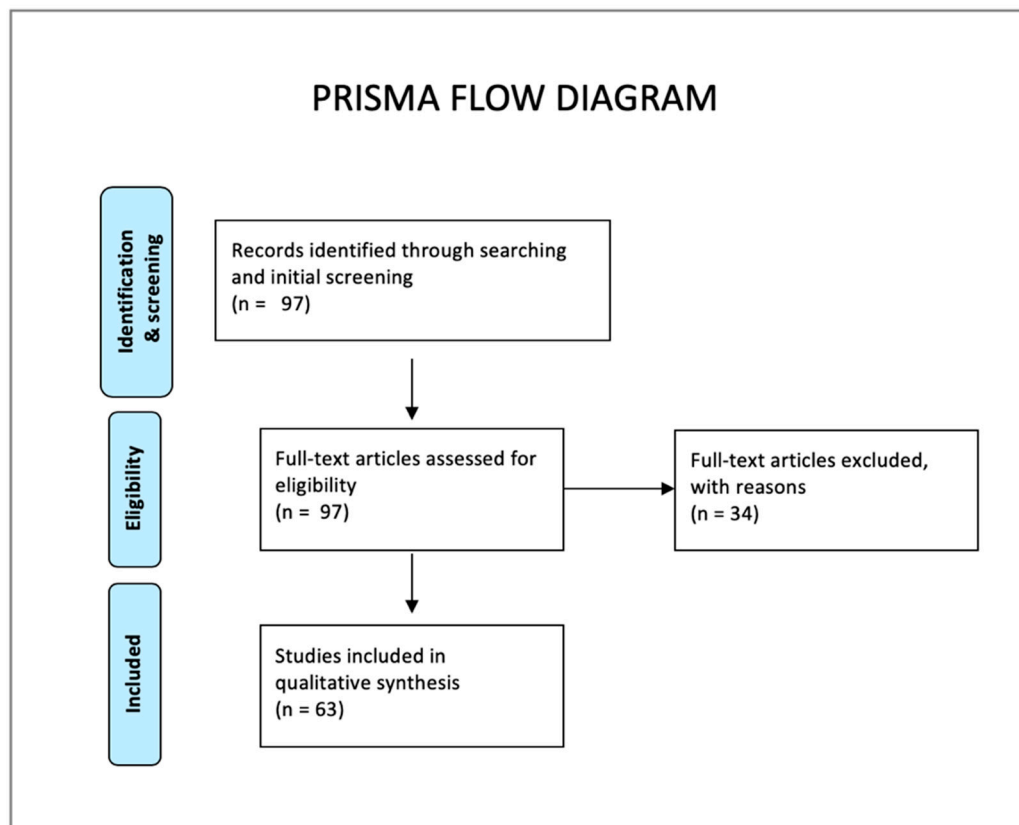 PRISMA FLOW DIAGRAM
Identification
& screening
Records identified through searching
and initial screening
(n =   97)
Eligibility
Full-text articles assessed for
eligibility
(n =  97)
Full-text articles excluded,
with reasons
(n = 34)
Included
Studies included in
qualitative synthesis
(n = 63)